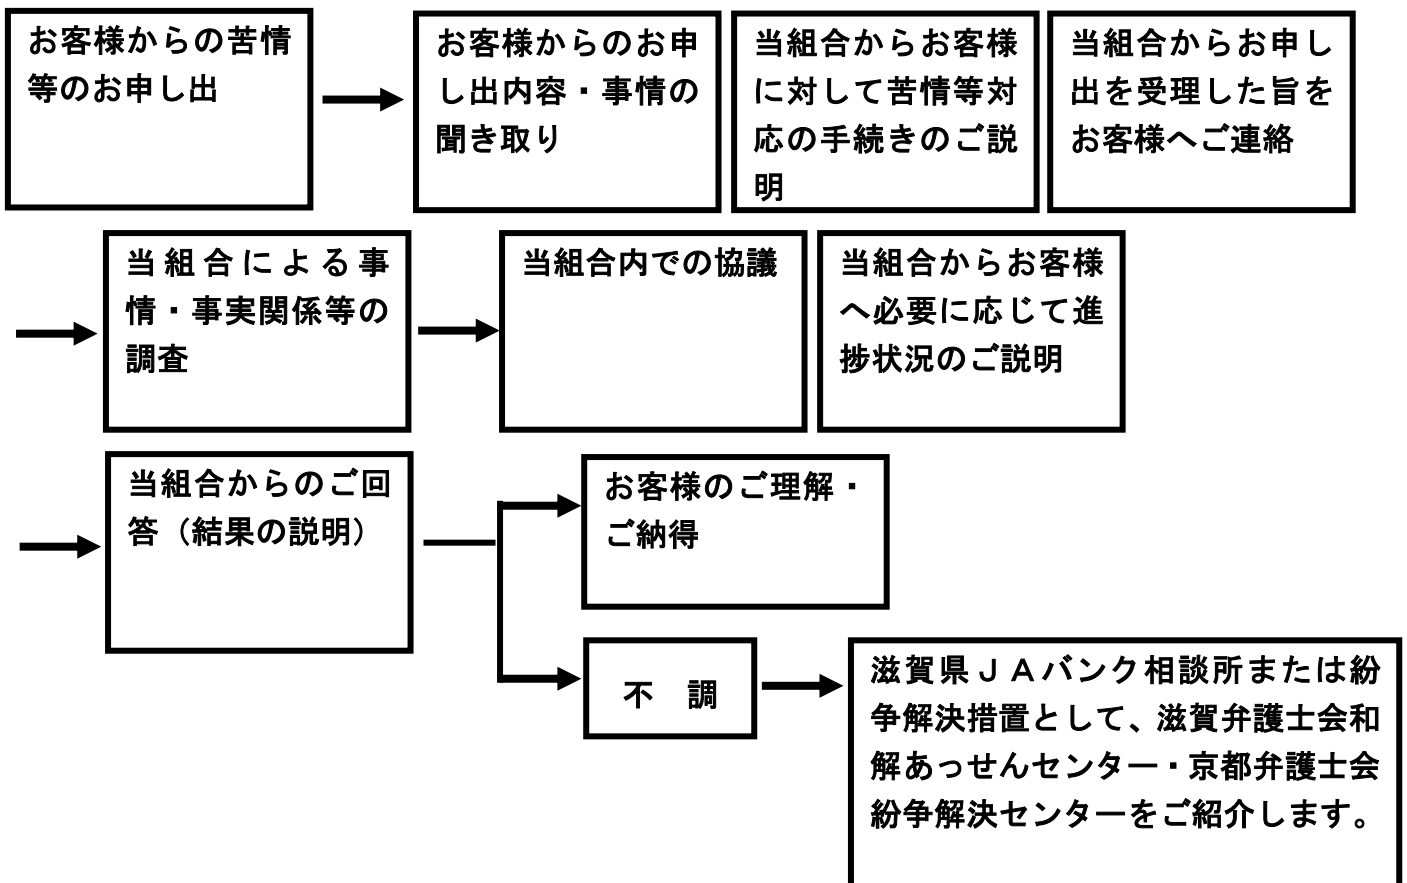 お客様からの苦情
等のお申し出
お客様からのお申
し出内容・事情の
聞き取り
当組合からお客様
に対して苦情等対
応の手続きのご説
明
当組合からお申し
出を受理した旨を
お客様へご連絡
当組合による事
情・事実関係等の
調査
当組合内での協議
当組合からお客様
へ必要に応じて進
捗状況のご説明
当組合からのご回
答（結果の説明）
お客様のご理解・
ご納得
不　調
滋賀県ＪＡバンク相談所または紛
争解決措置として、滋賀弁護士会和
解あっせんセンター・京都弁護士会
紛争解決センターをご紹介します。